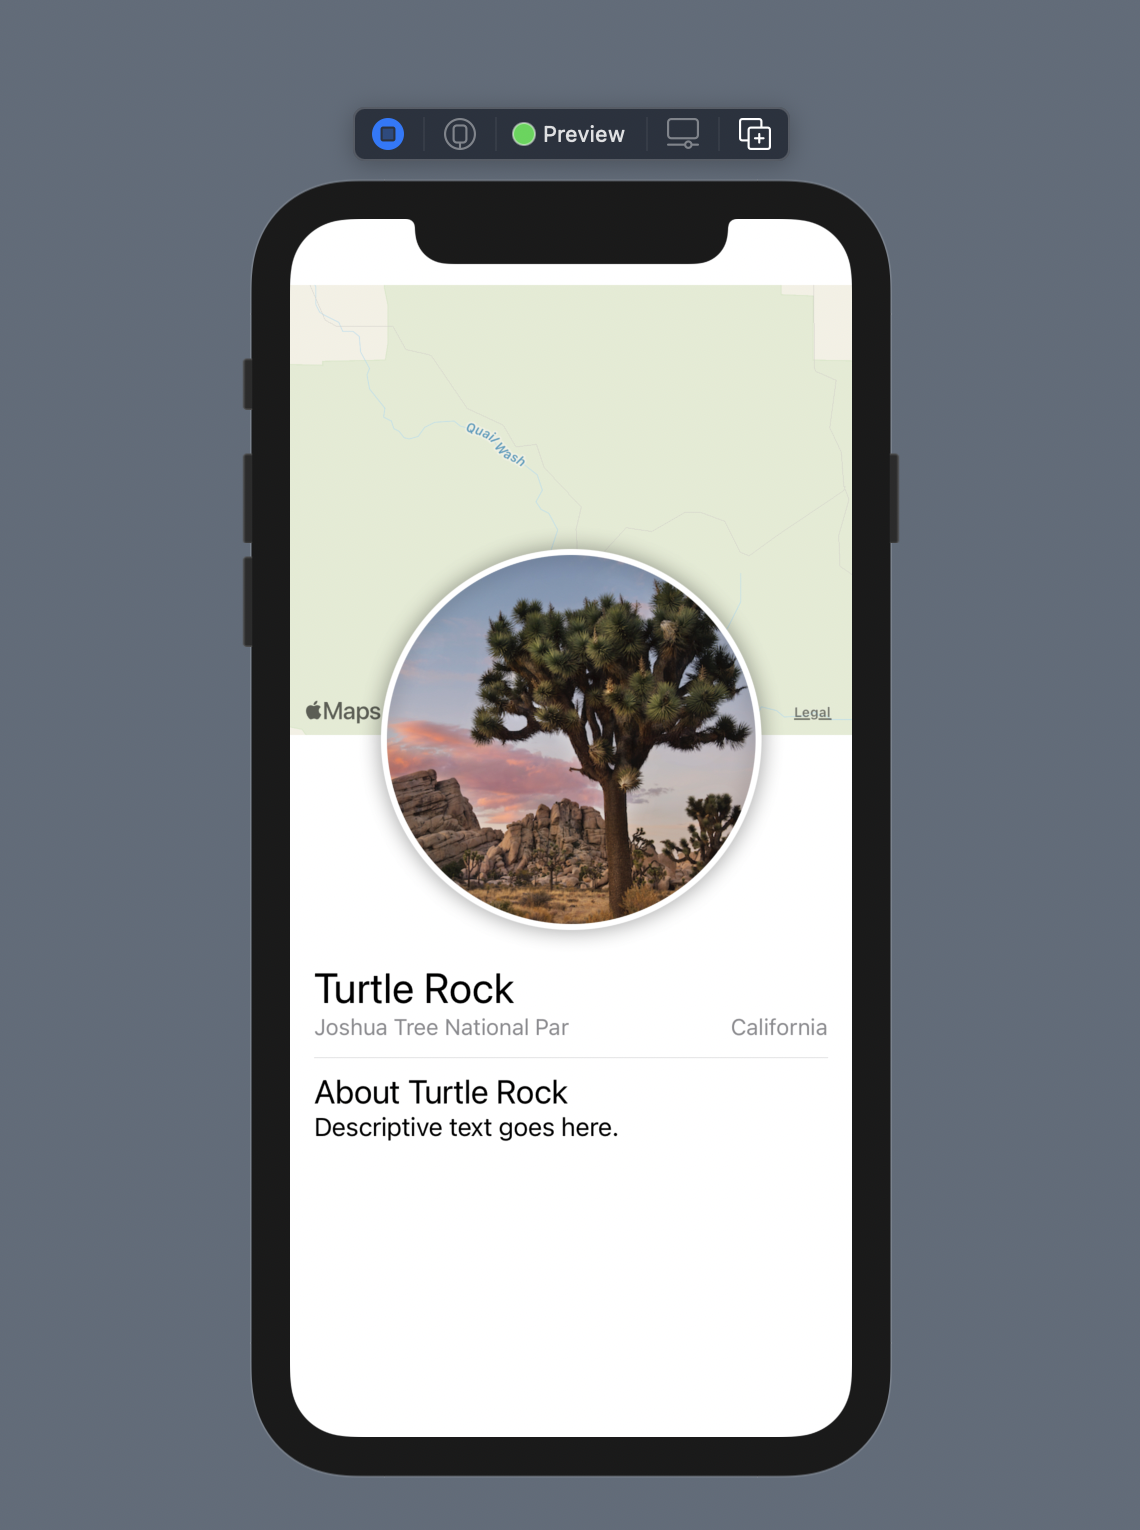 Preview
Quail Wash
Maps
Legal
Turtle Rock
Joshua Tree National Par
California
About Turtle Rock
Descriptive text goes here.